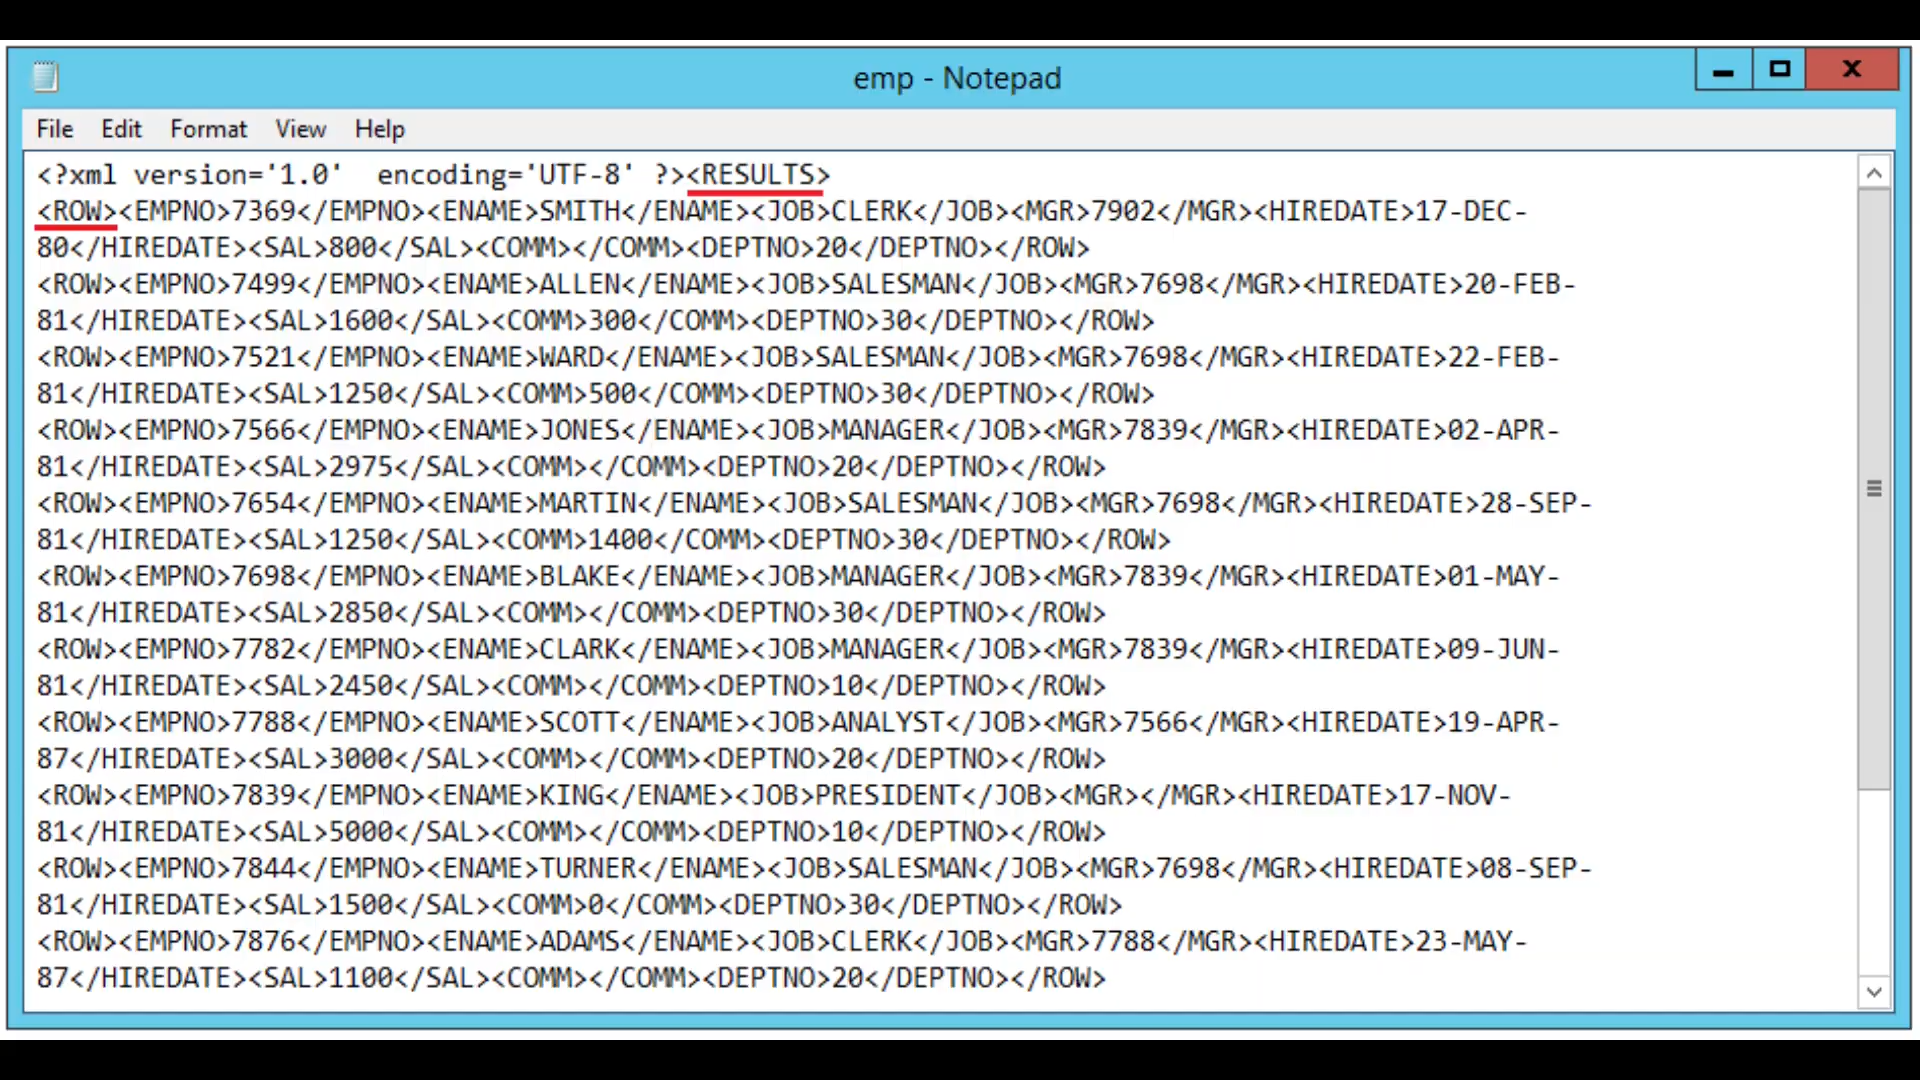 emp - Notepad
File Edit Format View Help
<?xml version='1.0'  encoding='UTF-8' ?><RESULTS>
<ROW><EMPNO>7369</EMPNO><ENAME>SMITH</ENAME><JOB>CLERK</JOB><MGR>7902</MGR><HIREDATE>17-DEC-
80</HIREDATE><SAL>800</SAL><COMM></COMM><DEPTNO>20</DEPTNO></ROW>
<ROW><EMPNO>7499</EMPNO><ENAME>ALLEN</ENAME><JOB>SALESMAN</JOB><MGR>7698</MGR><HIREDATE>20-FEB-
81</HIREDATE><SAL>1600</SAL><COMM>300</COMM><DEPTNO>30</DEPTNO></ROW>
<ROW><EMPNO>7521</EMPNO><ENAME>WARD</ENAME><JOB>SALESMAN</JOB><MGR>7698</MGR><HIREDATE>22-FEB-
81</HIREDATE><SAL>1250</SAL><COMM>500</COMM><DEPTNO>30</DEPTNO></ROW>
<ROW><EMPNO>7566</EMPNO><ENAME>JONES</ENAME><JOB>MANAGER</JOB><MGR>7839</MGR><HIREDATE>02-APR-
81</HIREDATE><SAL>2975</SAL><COMM></COMM><DEPTNO>20</DEPTNO></ROW>
<ROW><EMPNO>7654</EMPNO><ENAME>MARTIN</ENAME><JOB>SALESMAN</JOB><MGR>7698</MGR><HIREDATE>28-SEP-
81</HIREDATE><SAL>1250</SAL><COMM>1400</COMM><DEPTNO>30</DEPTNO></ROW>
<ROW><EMPNO>7698</EMPNO><ENAME>BLAKE</ENAME><JOB>MANAGER</JOB><MGR>7839</MGR><HIREDATE>01-MAY-
81</HIREDATE><SAL>2850</SAL><COMM></COMM><DEPTNO>30</DEPTNO></ROW>
<ROW><EMPNO>7782</EMPNO><ENAME>CLARK</ENAME><JOB>MANAGER</JOB><MGR>7839</MGR><HIREDATE>09-JUN-
81</HIREDATE><SAL>2450</SAL><COMM></COMM><DEPTNO>10</DEPTNO></ROW>
<ROW><EMPNO>7788</EMPNO><ENAME>SCOTT</ENAME><JOB>ANALYST</JOB><MGR>7566</MGR><HIREDATE>19-APR-
87</HIREDATE><SAL>3000</SAL><COMM></COMM><DEPTNO>20</DEPTNO></ROW>
<ROW><EMPNO>7839</EMPNO><ENAME>KING</ENAME><JOB>PRESIDENT</JOB><MGR></MGR><HIREDATE>17-NOV-
81</HIREDATE><SAL>5000</SAL><COMM></COMM><DEPTNO>10</DEPTNO></ROW>
<ROW><EMPNO>7844</EMPNO><ENAME>TURNER</ENAME><JOB>SALESMAN</JOB><MGR>7698</MGR><HIREDATE>08-SEP-
81</HIREDATE><SAL>1500</SAL><COMM>0</COMM><DEPTNO>30</DEPTNO></ROW>
<ROW><EMPNO>7876</EMPNO><ENAME>ADAMS</ENAME><JOB>CLERK</JOB><MGR>7788</MGR><HIREDATE>23-MAY-
87</HIREDATE><SAL>1100</SAL><COMM></COMM><DEPTNO>20</DEPTNO></ROW>